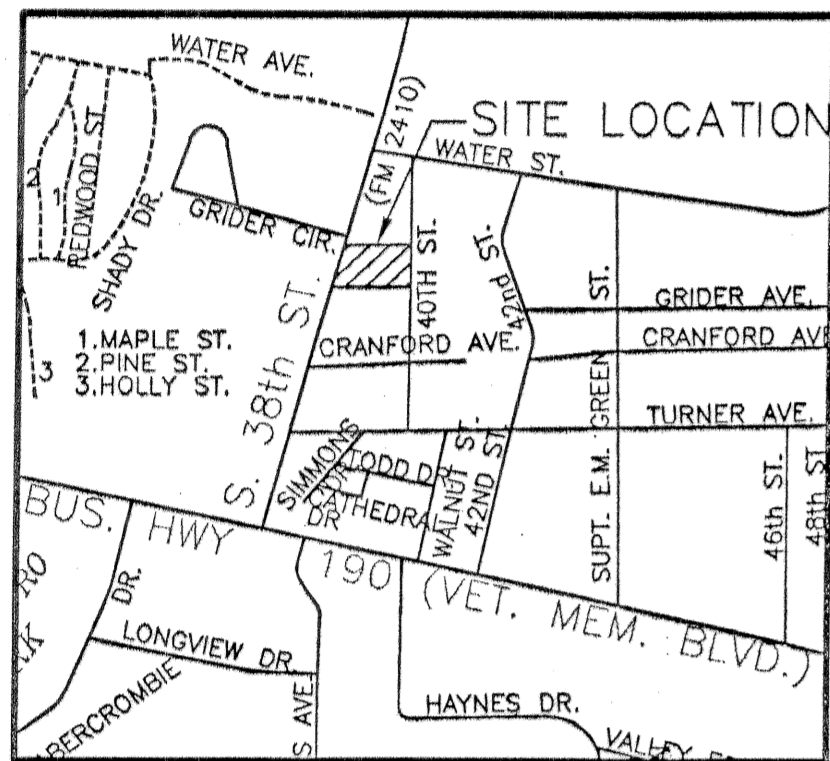 WATER AVE.
(FM 2410)
SITE LOCATION
WATER ST.
REDWOOD ST.
2
1
SHADY DR.
GRIDER CIR.
40TH ST.
42nd ST.
S. 38th ST.
GRIDER AVE.
CRANFORD AVE.
CRANFORD AVE
1.MAPLE ST.
2.PINE ST.
3.HOLLY ST.
3
TURNER AVE.
SUPT. E.M. GREEN ST.
SIMMONS
TODD DR
CATHEDRAL
DR
WALNUT ST.
42ND ST.
46th ST.
48th ST.
BUS. HWY 190 (VET. MEM. BLVD.)
DR.
LONGVIEW DR
ABERCROMBIE
S AVE.
HAYNES DR.